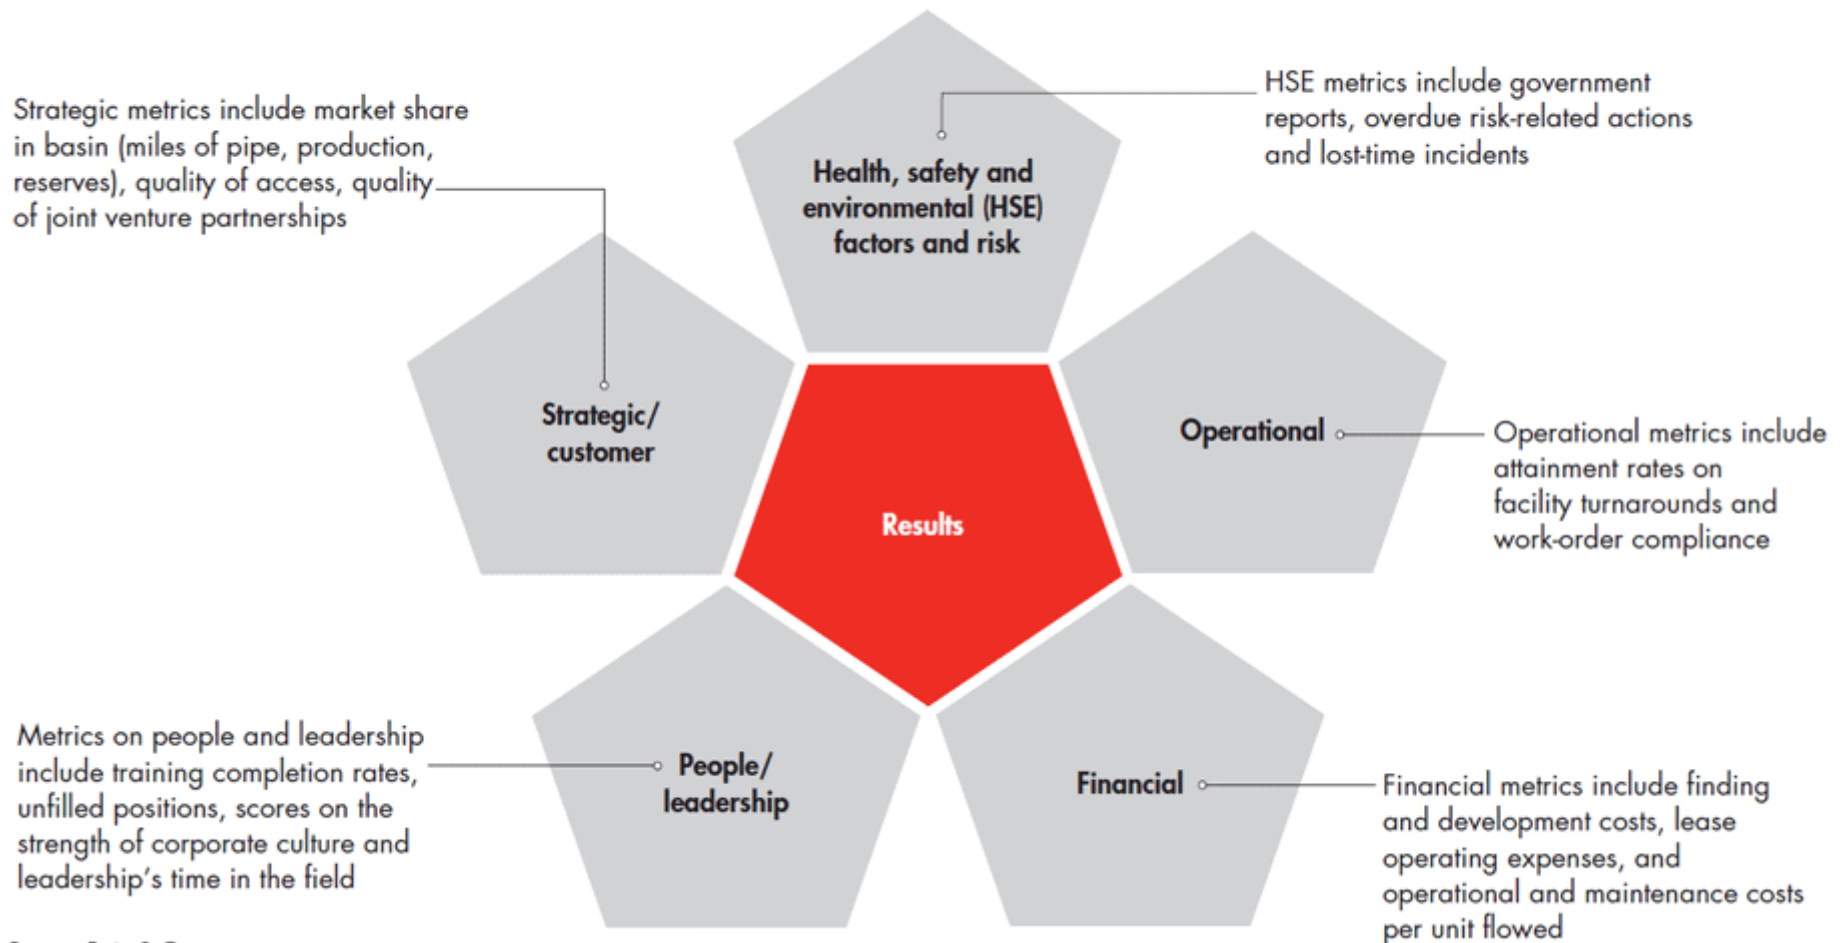 Strategic metrics include market share
in basin (miles of pipe, production,
reserves), quality of access, quality
of joint venture partnerships
HSE metrics include government
reports, overdue risk-related actions
and lost-time incidents
Health, safety and
environmental (HSE)
factors and risk
Strategic/
customer
Operational
Operational metrics include
attainment rates on
facility turnarounds and
work-order compliance
Results
Metrics on people and leadership
include training completion rates,
unfilled positions, scores on the
strength of corporate culture and
leadership's time in the field
People/
leadership
Financial
Financial metrics include finding
and development costs, lease
operating expenses, and
operational and maintenance costs
per unit flowed